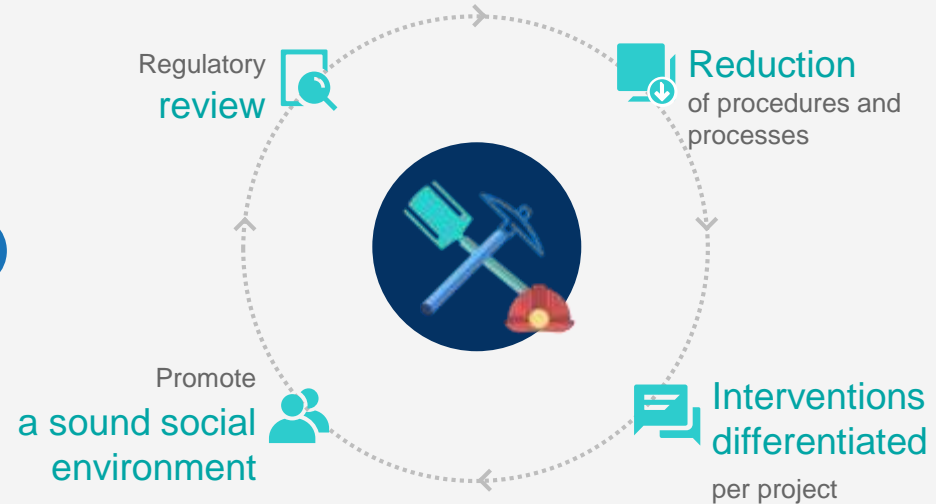 Regulatory
review
Reduction
of procedures and
processes
Promote
a sound social
environment
Interventions
differentiated
per project